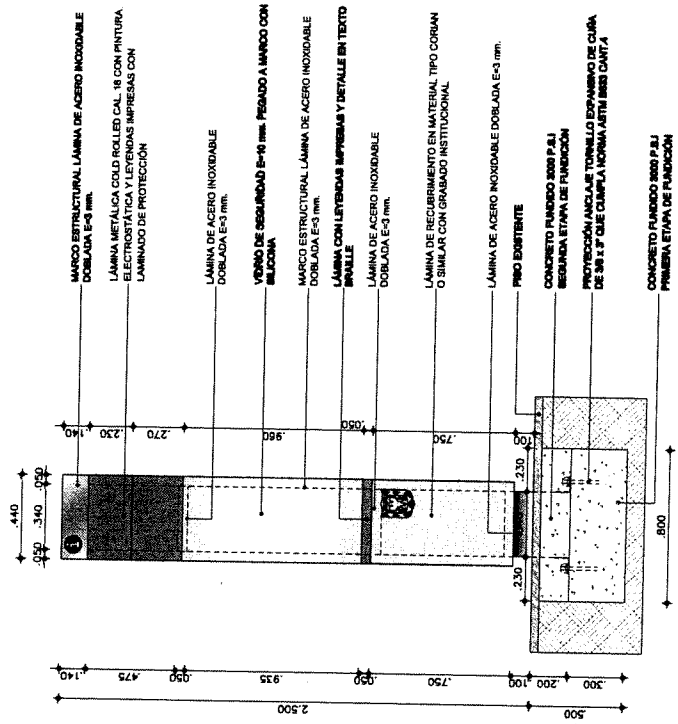 MARCO ESTRUCTURAL LÁMINA DE ACERO INOXIDABLE
DOBLADA E=3 mm.
LÁMINA METÁLICA COLD ROLLED CAL. 18 CON PINTURA
ELECTROSTÁTICA Y LEYENDAS IMPRESAS CON
LAMINADO DE PROTECCIÓN
LÁMINA DE ACERO INOXIDABLE
DOBLADA E=3 mm.
VIDRIO DE SEGURIDAD E=10 mm. PEGADO A MARCO CON
SILICONA
MARCO ESTRUCTURAL LÁMINA DE ACERO INOXIDABLE
DOBLADA E=3 mm.
LÁMINA CON LEYENDAS IMPRESAS Y DETALLE EN TEXTO
BRAILLE
LÁMINA DE ACERO INOXIDABLE
DOBLADA E=3 mm.
LÁMINA DE RECUBRIMIENTO EN MATERIAL TIPO CORIAN
O SIMILAR CON GRABADO INSTITUCIONAL
LÁMINA DE ACERO INOXIDABLE DOBLADA E=3 mm.
PISO EXISTENTE
CONCRETO FUNDIDO 3000 P.S.I
SEGUNDA ETAPA DE FUNDICIÓN
PROYECCIÓN ANCLAJE TORNILLO EXPANSIVO DE CUÑA
DE 3/8 x 3" QUE CUMPLA NORMA ASTM B633 CANT.4
CONCRETO FUNDIDO 3000 P.S.I
PRIMERA ETAPA DE FUNDICIÓN
.140
.230
.270
.960
.050
.750
.100
.440
.050
.340
.050
i
.230
.230
.800
.140
.475
.050
.935
.050
.750
.100
.200
.300
2.500
.500